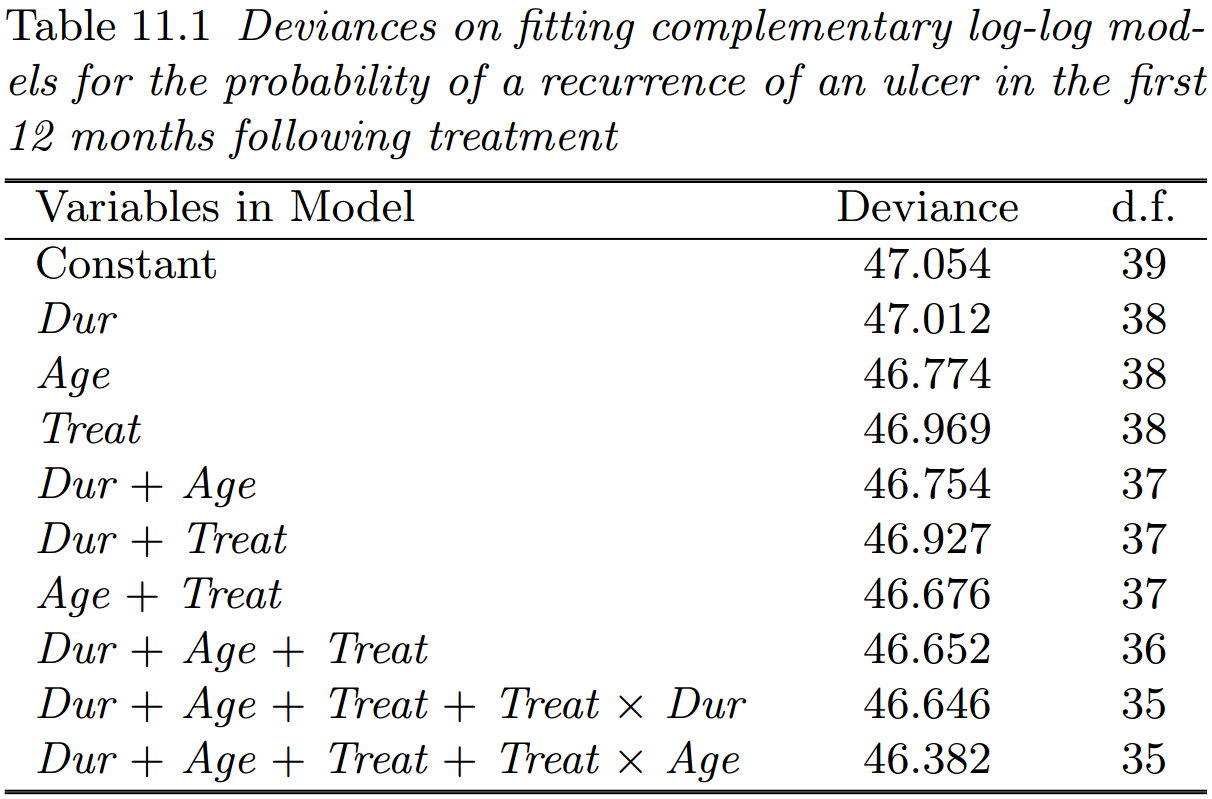 Table 11.1 Deviances on fitting complementary log-log mod-
els for the probability of a recurrence of an ulcer in the first
12 months following treatment
Variables in Model Deviance d.f.
Constant 47.054 39
Dur 47.012 38
Age 46.774 38
Treat 46.969 38
Dur + Age 46.754 37
Dur + Treat 46.927 37
Age + Treat 46.676 37
Dur + Age + Treat 46.652 36
Dur + Age + Treat + Treat × Dur 46.646 35
Dur + Age + Treat + Treat × Age 46.382 35